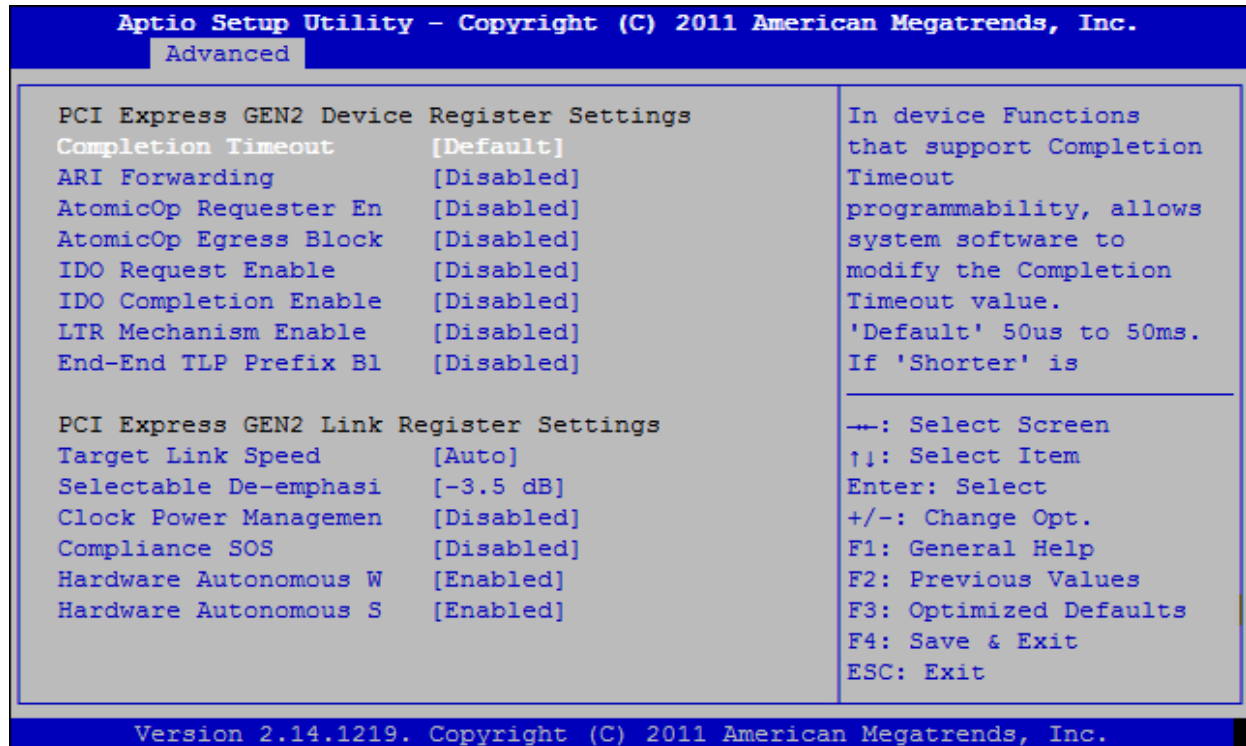 Aptio Setup Utility – Copyright (C) 2011 American Megatrends, Inc.
Advanced
PCI Express GEN2 Device Register Settings
Completion Timeout [Default]
ARI Forwarding [Disabled]
AtomicOp Requester En [Disabled]
AtomicOp Egress Block [Disabled]
IDO Request Enable [Disabled]
IDO Completion Enable [Disabled]
LTR Mechanism Enable [Disabled]
End-End TLP Prefix Bl [Disabled]
PCI Express GEN2 Link Register Settings
Target Link Speed [Auto]
Selectable De-emphasi [-3.5 dB]
Clock Power Managemen [Disabled]
Compliance SOS [Disabled]
Hardware Autonomous W [Enabled]
Hardware Autonomous S [Enabled]
In device Functions
that support Completion
Timeout
programmability, allows
system software to
modify the Completion
Timeout value.
'Default' 50us to 50ms.
If 'Shorter' is
→←: Select Screen
↑↓: Select Item
Enter: Select
+/-: Change Opt.
F1: General Help
F2: Previous Values
F3: Optimized Defaults
F4: Save & Exit
ESC: Exit
Version 2.14.1219. Copyright (C) 2011 American Megatrends, Inc.